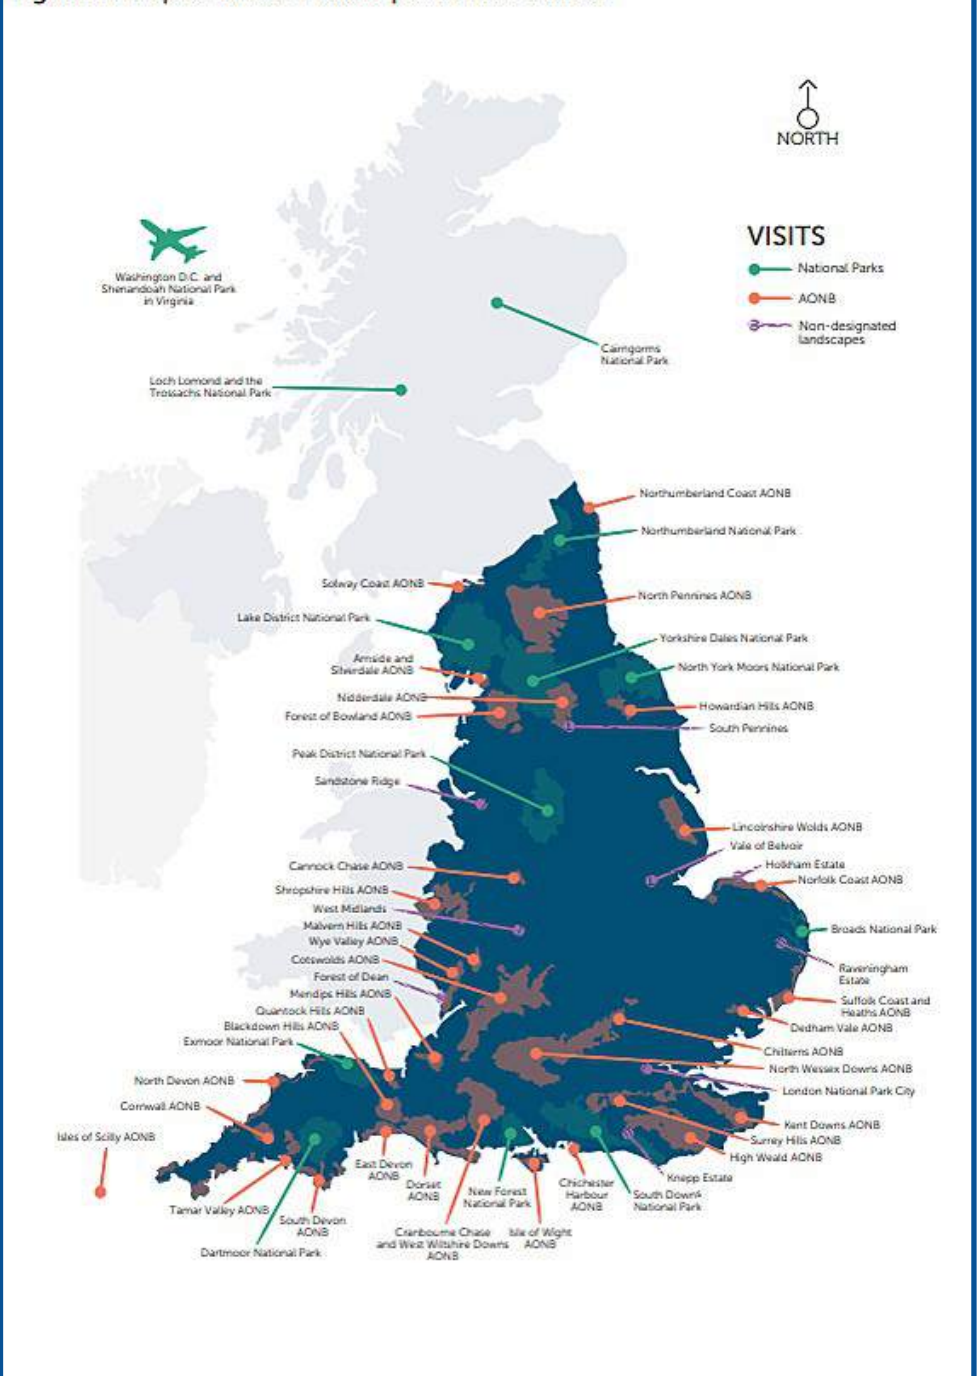 NORTH
VISITS
National Parks
AONB
Non-designated
landscapes
Washington D.C. and
Shenandoah National Park
in Virginia
Cairngorms
National Park
Loch Lomond and the
Trossachs National Park
Northumberland Coast AONB
Northumberland National Park
Solway Coast AONB
North Pennines AONB
Lake District National Park
Yorkshire Dales National Park
Arnside and
Silverdale AONB
North York Moors National Park
Nidderdale AONB
Howardian Hills AONB
Forest of Bowland AONB
South Pennines
Peak District National Park
Sandstone Ridge
Lincolnshire Wolds AONB
Vale of Belvoir
Cannock Chase AONB
Holkham Estate
Norfolk Coast AONB
Shropshire Hills AONB
West Midlands
Malvern Hills AONB
Broads National Park
Wye Valley AONB
Cotswolds AONB
Raveningham
Estate
Forest of Dean
Mendips Hills AONB
Suffolk Coast and
Heaths AONB
Quantock Hills AONB
Blackdown Hills AONB
Dedham Vale AONB
Exmoor National Park
Chilterns AONB
North Wessex Downs AONB
North Devon AONB
London National Park City
Cornwall AONB
Kent Downs AONB
Isles of Scilly AONB
Surrey Hills AONB
High Weald AONB
East Devon
AONB
Knepp Estate
Dorset
AONB
New Forest
National Park
Chichester
Harbour
AONB
South Downs
National Park
Tamar Valley AONB
South Devon
AONB
Cranbourne Chase
and West Wiltshire Downs
AONB
Isle of Wight
AONB
Dartmoor National Park